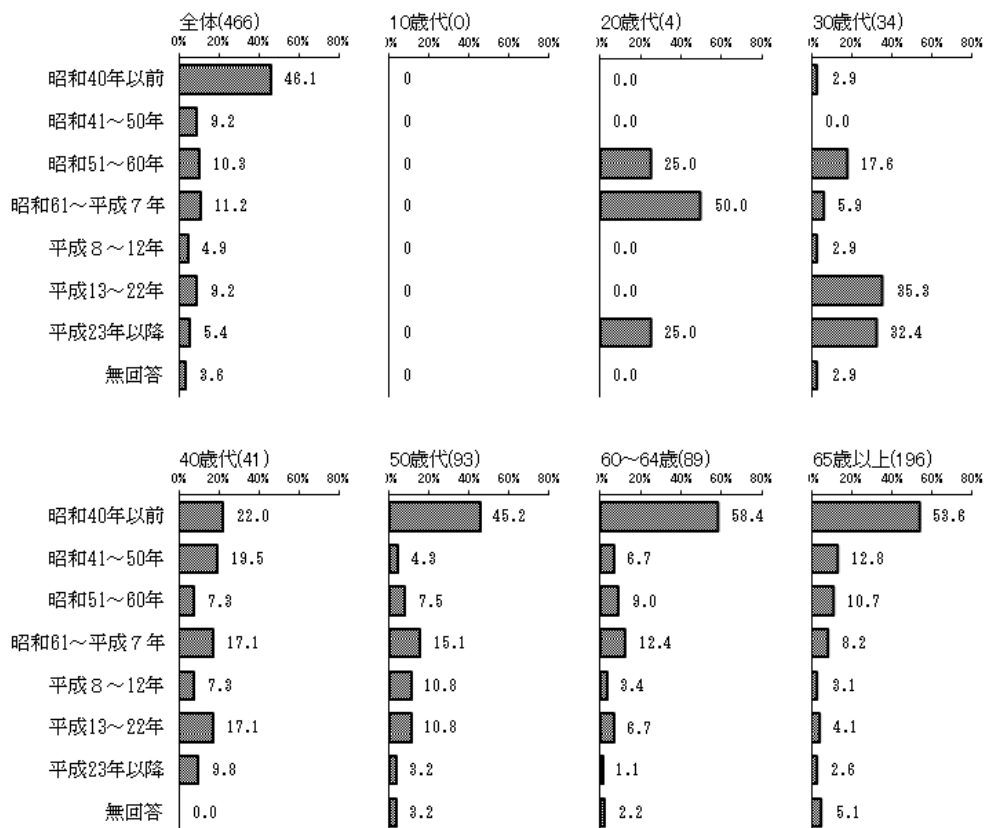 全体(466) 10歳代(0) 20歳代(4) 30歳代(34)
0% 20% 40% 60% 80% 0% 20% 40% 60% 80% 0% 20% 40% 60% 80% 0% 20% 40% 60% 80%
昭和40年以前 46.1 0 0.0 2.9
昭和41～50年 9.2 0 0.0 0.0
昭和51～60年 10.3 0 25.0 17.6
昭和61～平成７年 11.2 0 50.0 5.9
平成８～12年 4.9 0 0.0 2.9
平成13～22年 9.2 0 0.0 35.3
平成23年以降 5.4 0 25.0 32.4
無回答 3.6 0 0.0 2.9
40歳代(41) 50歳代(93) 60～64歳(89) 65歳以上(196)
0% 20% 40% 60% 80% 0% 20% 40% 60% 80% 0% 20% 40% 60% 80% 0% 20% 40% 60% 80%
昭和40年以前 22.0 45.2 58.4 53.6
昭和41～50年 19.5 4.3 6.7 12.8
昭和51～60年 7.3 7.5 9.0 10.7
昭和61～平成７年 17.1 15.1 12.4 8.2
平成８～12年 7.3 10.8 3.4 3.1
平成13～22年 17.1 10.8 6.7 4.1
平成23年以降 9.8 3.2 1.1 2.6
無回答 0.0 3.2 2.2 5.1